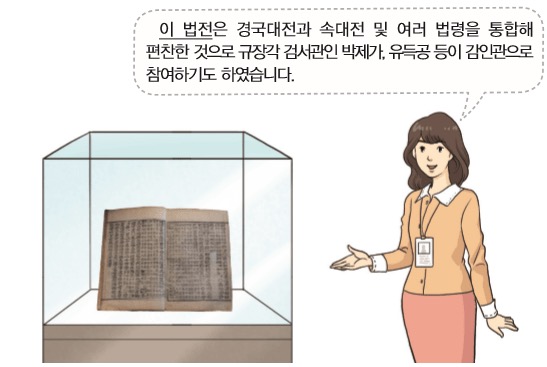 이 법전은 경국대전과 속대전 및 여러 법령을 통합해
편찬한 것으로 규장각 검서관인 박제가, 유득공 등이 감인관으로
참여하기도 하였습니다.